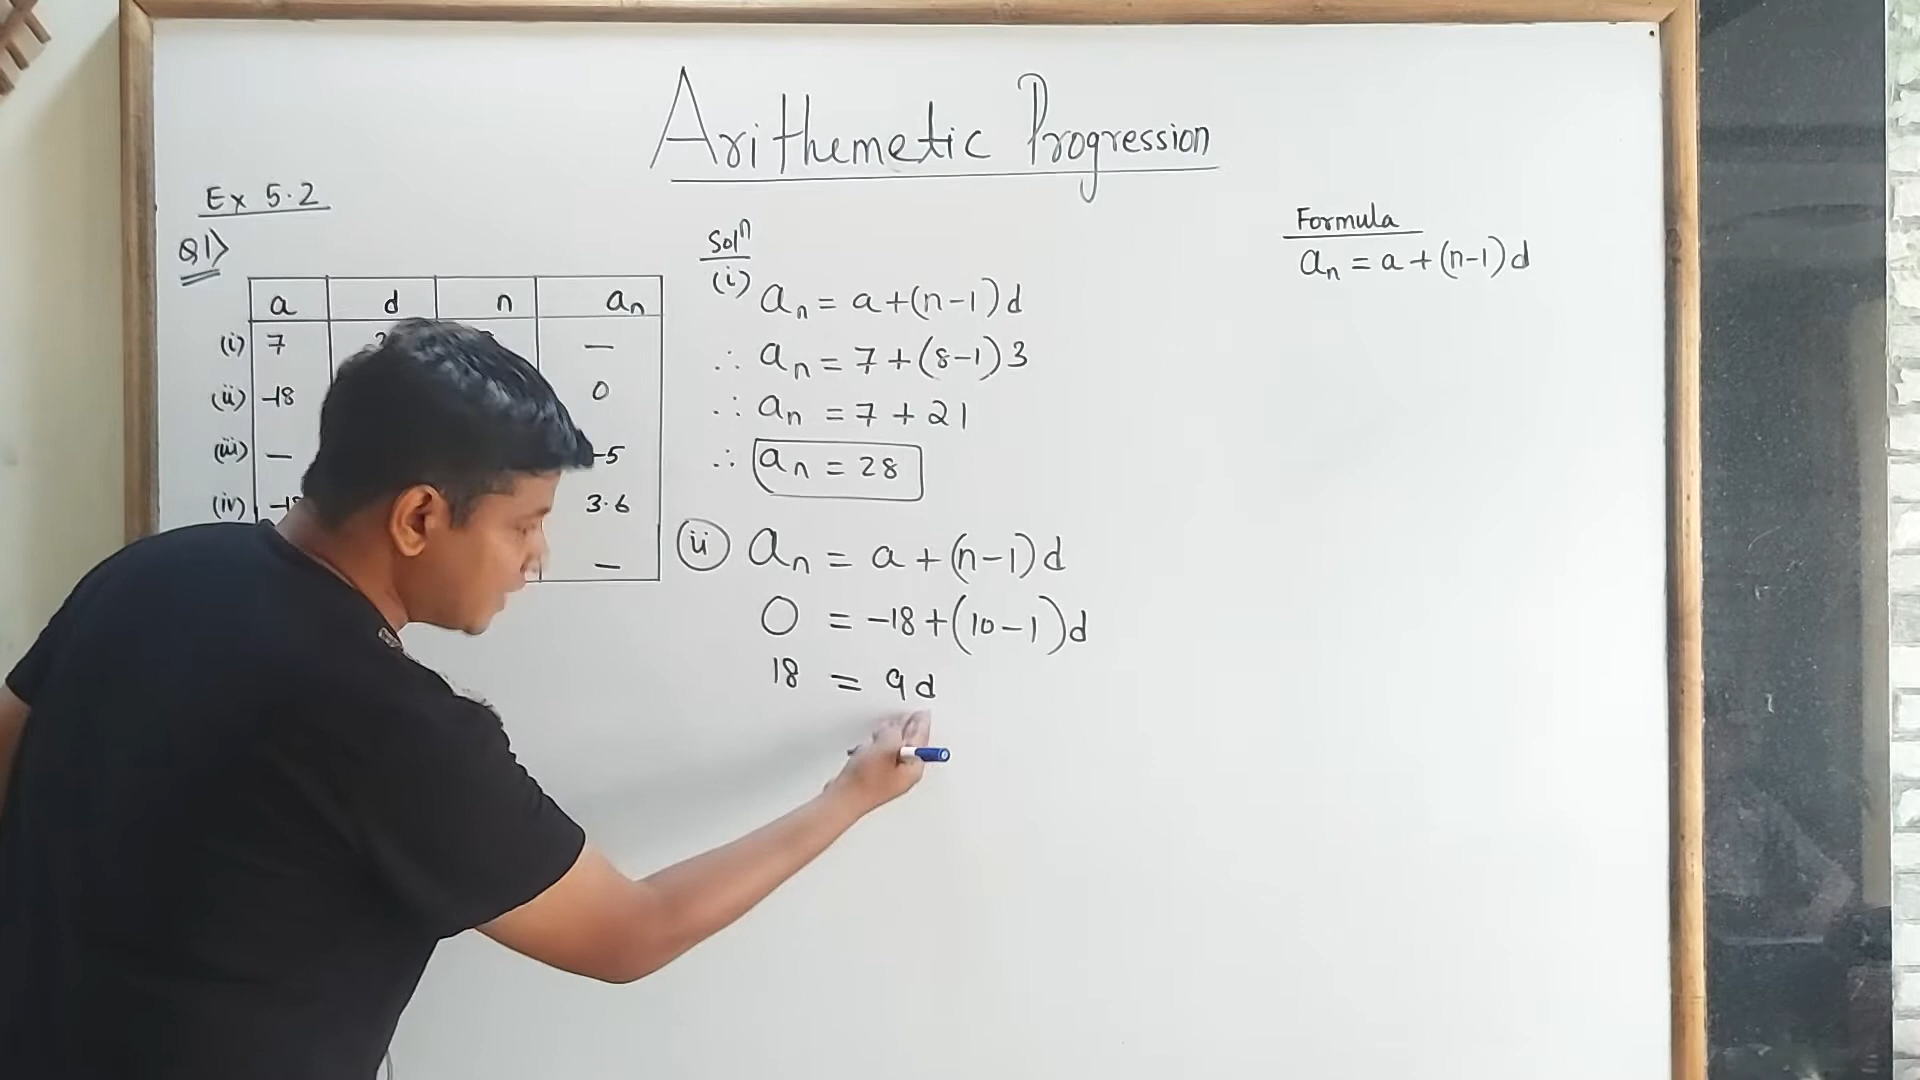 Arithemetic Progression
Ex 5.2
Q1>
a d n an
(i) 7 —
(ii) -18 0
(iii) — -5
(iv) 3.6
—
Solⁿ
(i) an = a+(n-1)d
∴ an = 7+(8-1)3
∴ an = 7+21
∴ an = 28
(ii) an = a+(n-1)d
0 = -18+(10-1)d
18 = 9d
Formula
an = a+(n-1)d